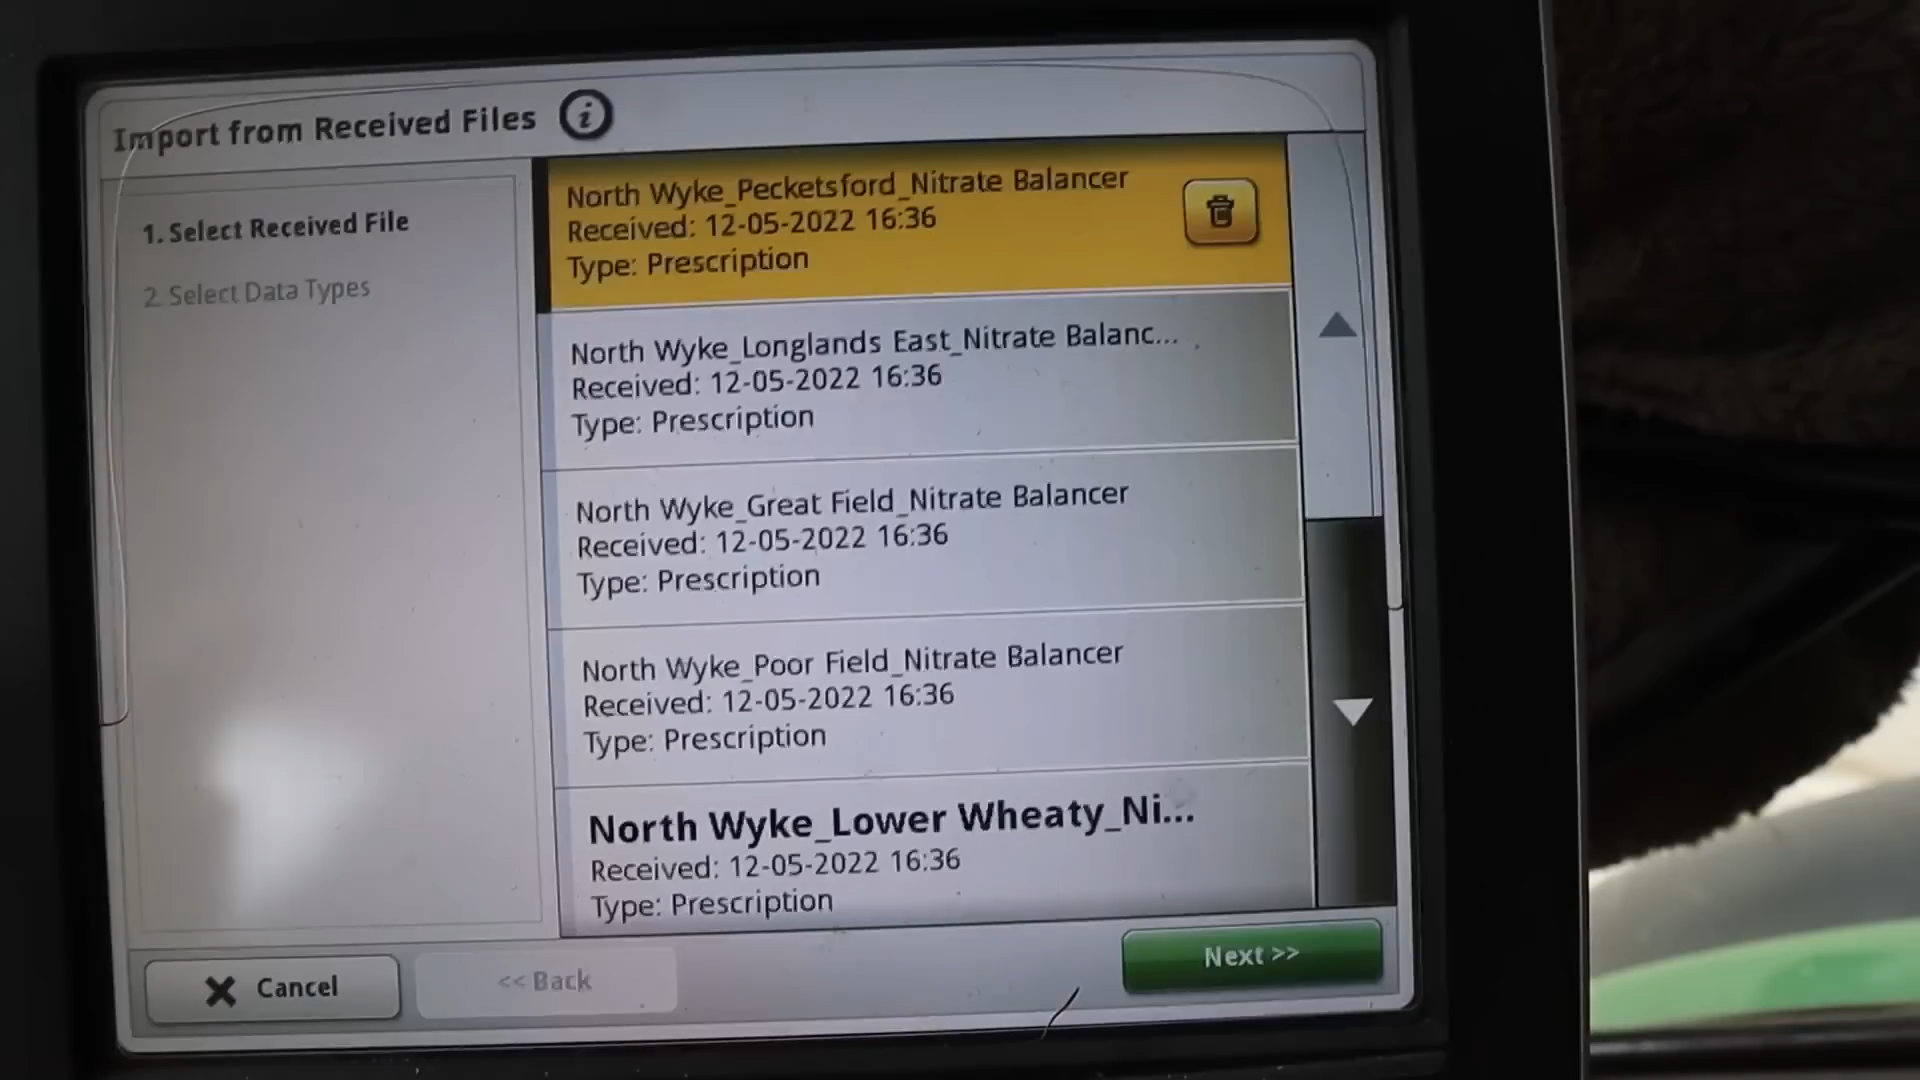 Import from Received Files i
1. Select Received File
2. Select Data Types
North Wyke_Pecketsford_Nitrate Balancer
Received: 12-05-2022 16:36
Type: Prescription
North Wyke_Longlands East_Nitrate Balanc...
Received: 12-05-2022 16:36
Type: Prescription
North Wyke_Great Field_Nitrate Balancer
Received: 12-05-2022 16:36
Type: Prescription
North Wyke_Poor Field_Nitrate Balancer
Received: 12-05-2022 16:36
Type: Prescription
North Wyke_Lower Wheaty_Ni...
Received: 12-05-2022 16:36
Type: Prescription
Cancel
<< Back
Next >>